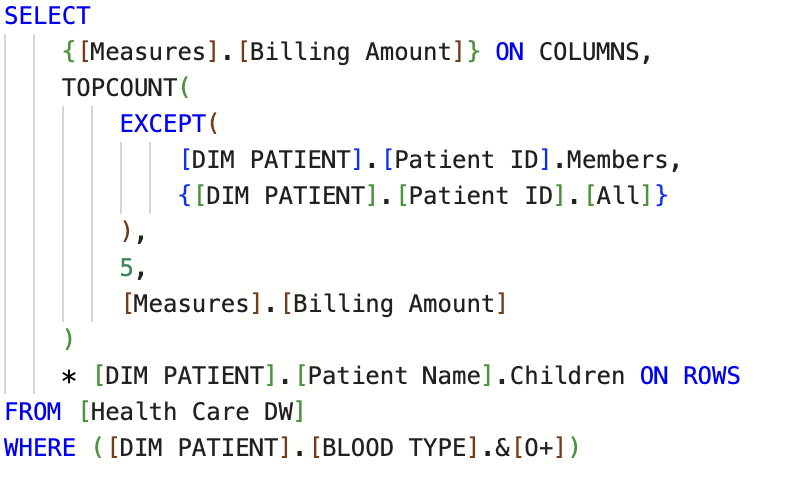 SELECT
{[Measures].[Billing Amount]} ON COLUMNS,
TOPCOUNT(
EXCEPT(
[DIM PATIENT].[Patient ID].Members,
{[DIM PATIENT].[Patient ID].[All]}
),
5,
[Measures].[Billing Amount]
)
* [DIM PATIENT].[Patient Name].Children ON ROWS
FROM [Health Care DW]
WHERE ([DIM PATIENT].[BLOOD TYPE].&[O+])